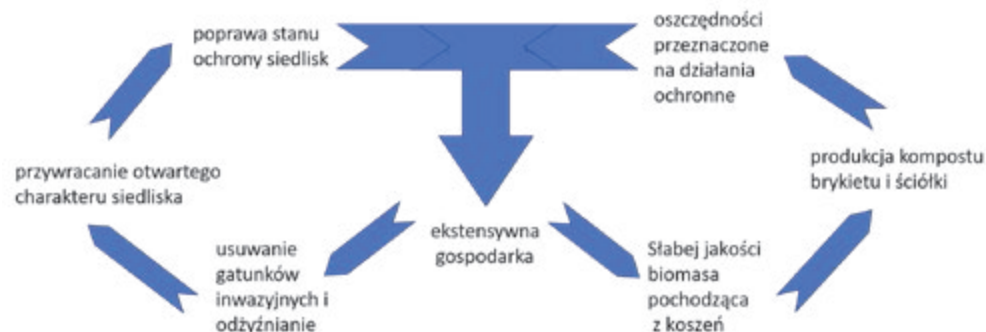 poprawa stanu
ochrony siedlisk
oszczędności
przeznaczone
na działania
ochronne
przywracanie otwartego
charakteru siedliska
produkcja kompostu
brykietu i ściółki
usuwanie
gatunków
inwazyjnych i
odżyźnianie
ekstensywna
gospodarka
Słabej jakości
biomasa
pochodząca
z koszeń